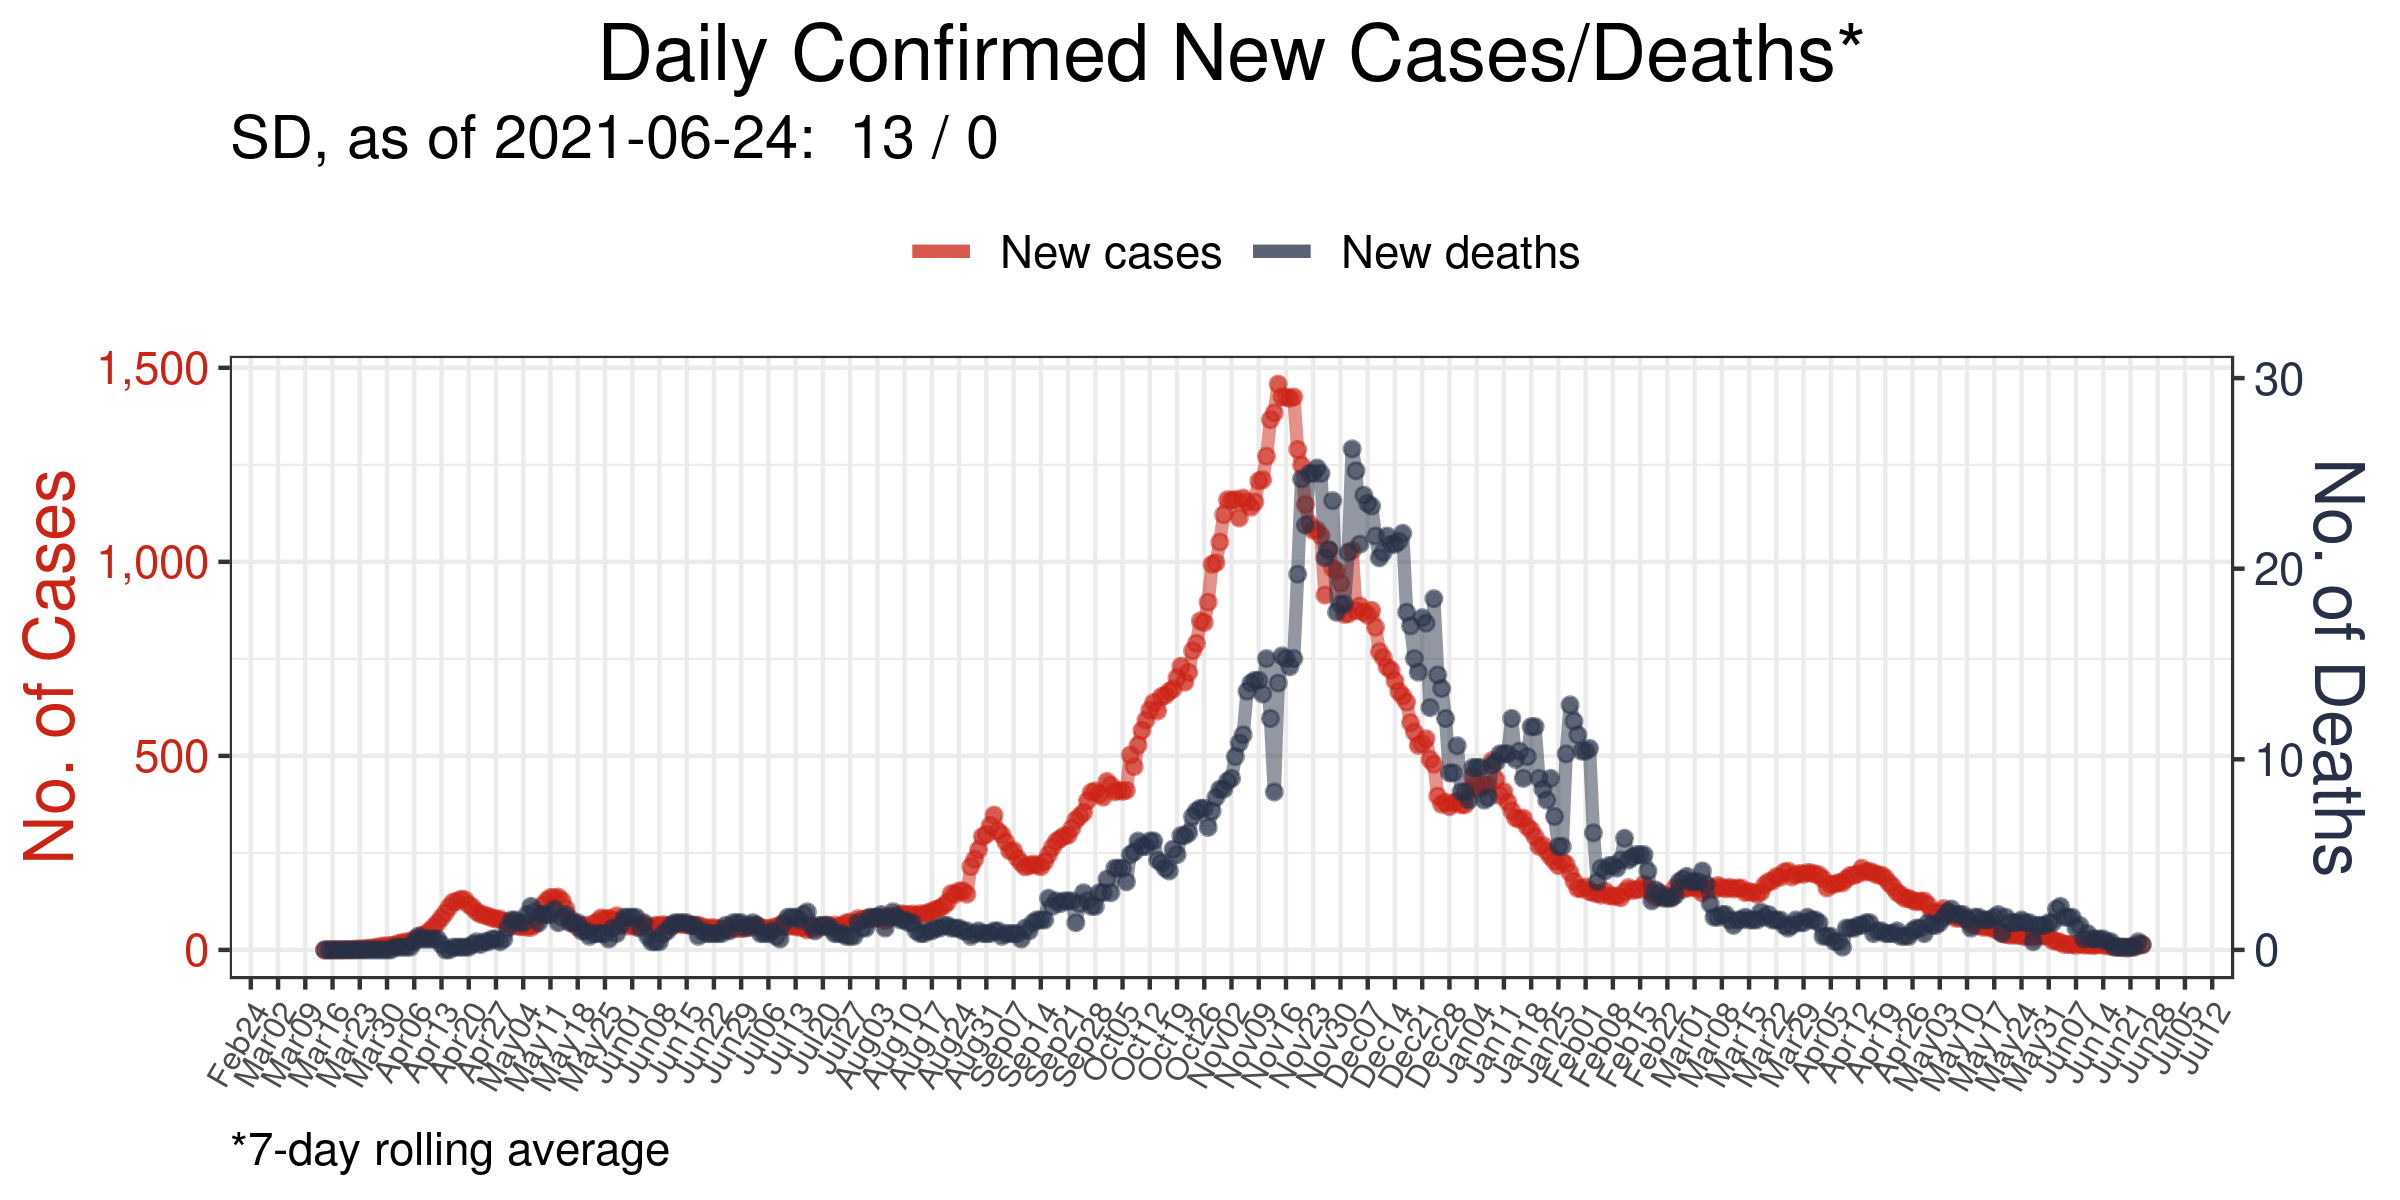 Daily Confirmed New Cases/Deaths*
SD, as of 2021-06-24:  13 / 0
New cases
New deaths
No. of Cases
1,500
1,000
500
0
30
20
10
0
No. of Deaths
Feb24
Mar02
Mar09
Mar16
Mar23
Mar30
Apr06
Apr13
Apr20
Apr27
May04
May11
May18
May25
Jun01
Jun08
Jun15
Jun22
Jun29
Jul06
Jul13
Jul20
Jul27
Aug03
Aug10
Aug17
Aug24
Aug31
Sep07
Sep14
Sep21
Sep28
Oct05
Oct12
Oct19
Oct26
Nov02
Nov09
Nov16
Nov23
Nov30
Dec07
Dec14
Dec21
Dec28
Jan04
Jan11
Jan18
Jan25
Feb01
Feb08
Feb15
Feb22
Mar01
Mar08
Mar15
Mar22
Mar29
Apr05
Apr12
Apr19
Apr26
May03
May10
May17
May24
May31
Jun07
Jun14
Jun21
Jun28
Jul05
Jul12
*7-day rolling average